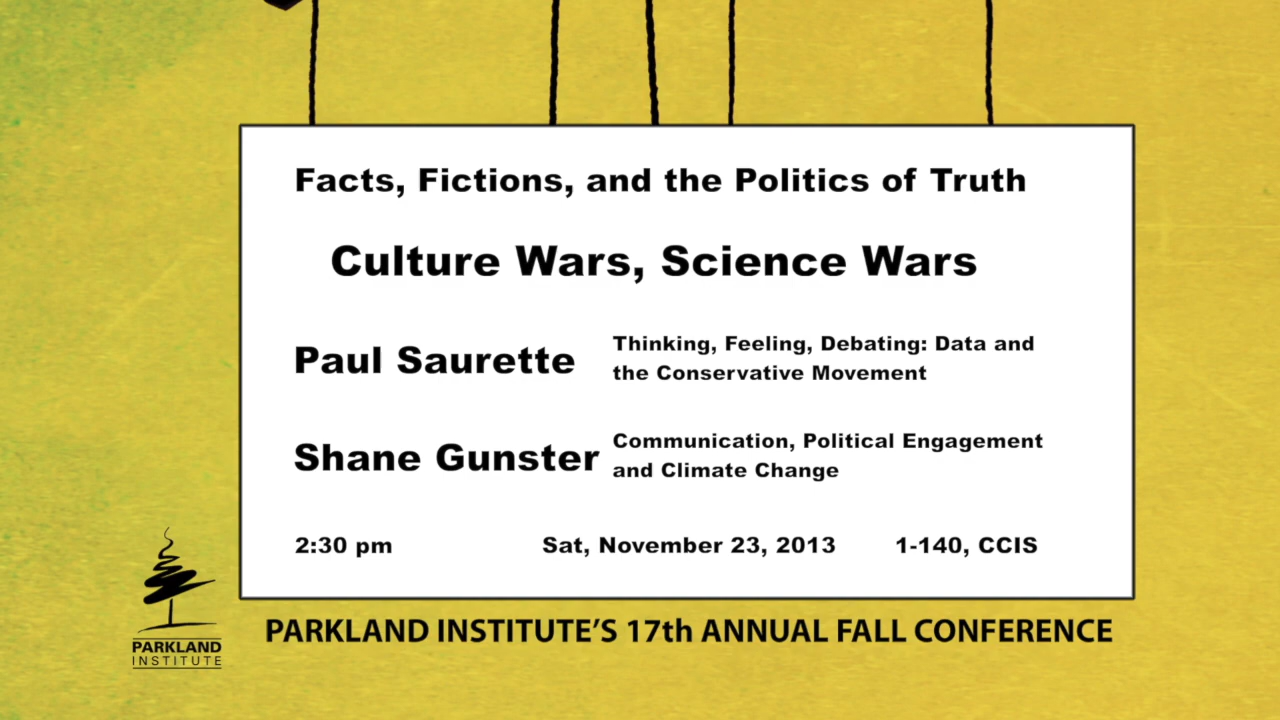 Facts, Fictions, and the Politics of Truth
Culture Wars, Science Wars
Paul Saurette
Thinking, Feeling, Debating: Data and
the Conservative Movement
Shane Gunster
Communication, Political Engagement
and Climate Change
2:30 pm Sat, November 23, 2013 1-140, CCIS
PARKLAND INSTITUTE'S 17th ANNUAL FALL CONFERENCE
PARKLAND
INSTITUTE